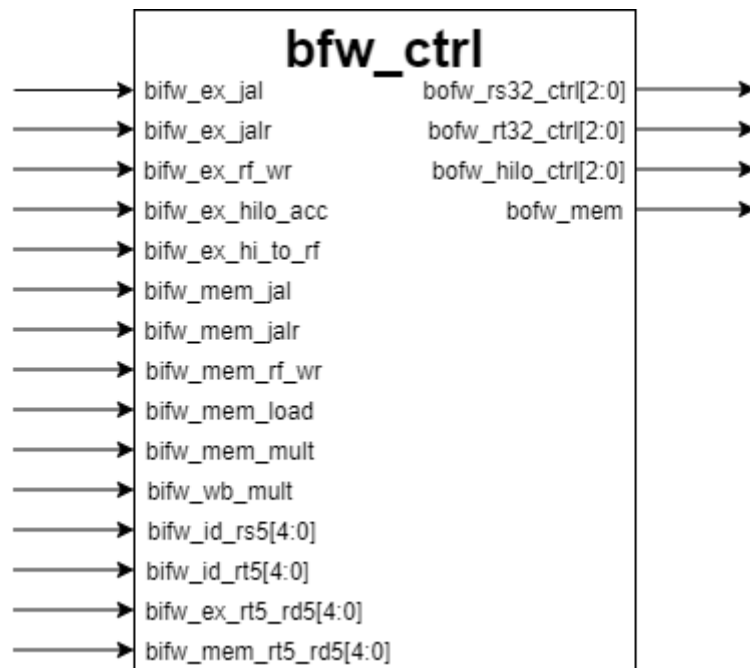 bfw_ctrl
bifw_ex_jal bofw_rs32_ctrl[2:0]
bifw_ex_jalr bofw_rt32_ctrl[2:0]
bifw_ex_rf_wr bofw_hilo_ctrl[2:0]
bifw_ex_hilo_acc bofw_mem
bifw_ex_hi_to_rf
bifw_mem_jal
bifw_mem_jalr
bifw_mem_rf_wr
bifw_mem_load
bifw_mem_mult
bifw_wb_mult
bifw_id_rs5[4:0]
bifw_id_rt5[4:0]
bifw_ex_rt5_rd5[4:0]
bifw_mem_rt5_rd5[4:0]